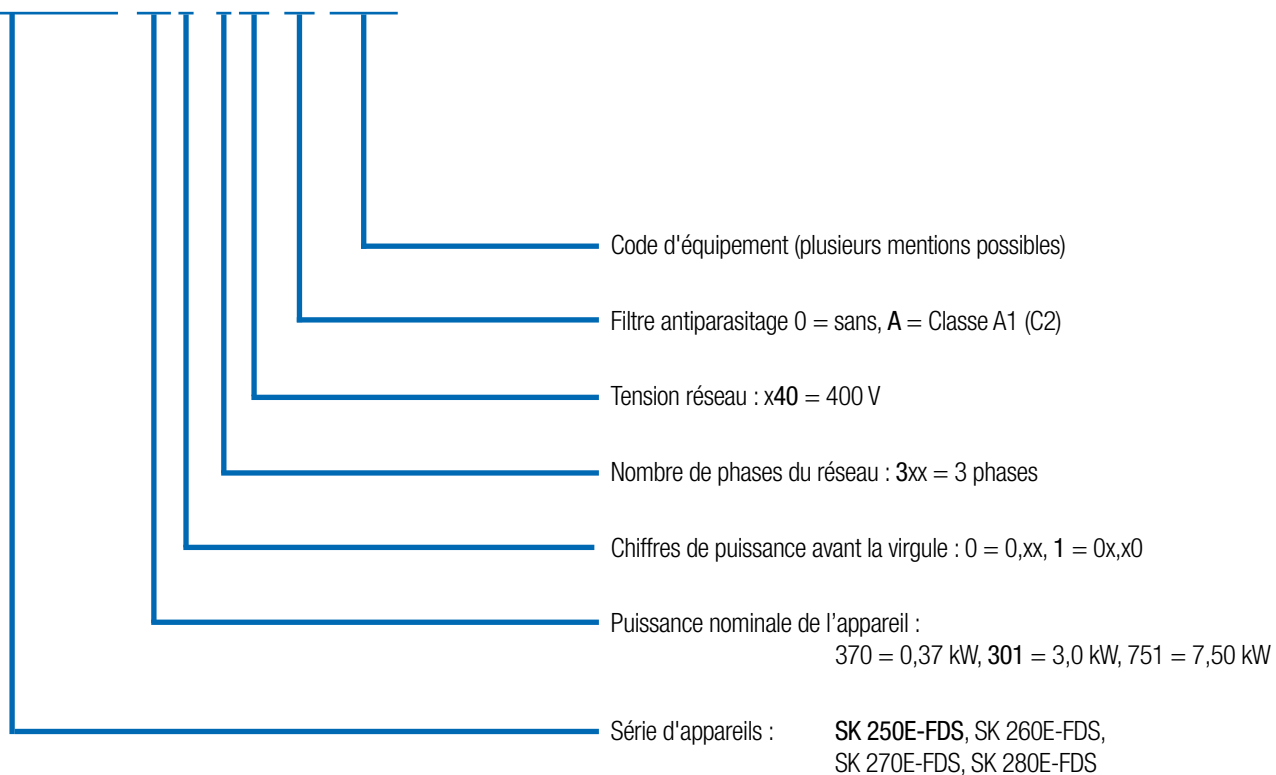 Code d'équipement (plusieurs mentions possibles)
Filtre antiparasitage 0 = sans, A = Classe A1 (C2)
Tension réseau : x40 = 400 V
Nombre de phases du réseau : 3xx = 3 phases
Chiffres de puissance avant la virgule : 0 = 0,xx, 1 = 0x,x0
Puissance nominale de l'appareil :
370 = 0,37 kW, 301 = 3,0 kW, 751 = 7,50 kW
Série d'appareils : SK 250E-FDS, SK 260E-FDS,
SK 270E-FDS, SK 280E-FDS